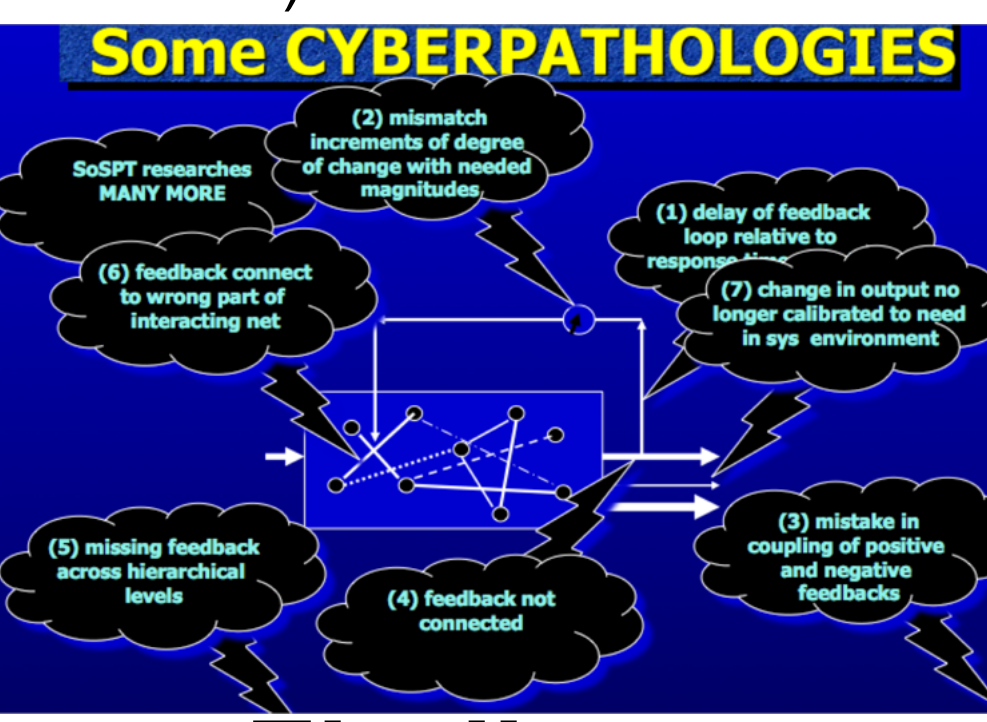 Some CYBERPATHOLOGIES
(2) mismatch
increments of degree
of change with needed
magnitudes
SoSPT researches
MANY MORE
(1) delay of feedback
loop relative to
response time
(6) feedback connect
to wrong part of
interacting net
(7) change in output no
longer calibrated to need
in sys environment
(3) mistake in
coupling of positive
and negative
feedbacks
(5) missing feedback
across hierarchical
levels
(4) feedback not
connected